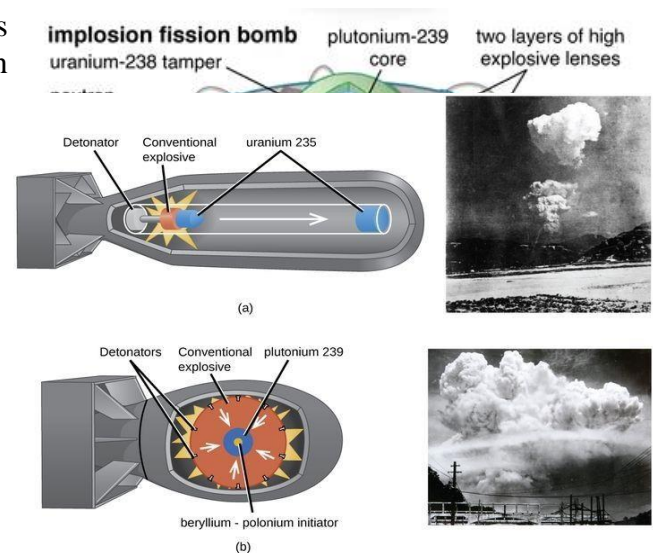 s
n
implosion fission bomb
uranium-238 tamper
plutonium-239
core
two layers of high
explosive lenses
Detonator
Conventional
explosive
uranium 235
(a)
Detonators
Conventional
explosive
plutonium 239
beryllium - polonium initiator
(b)